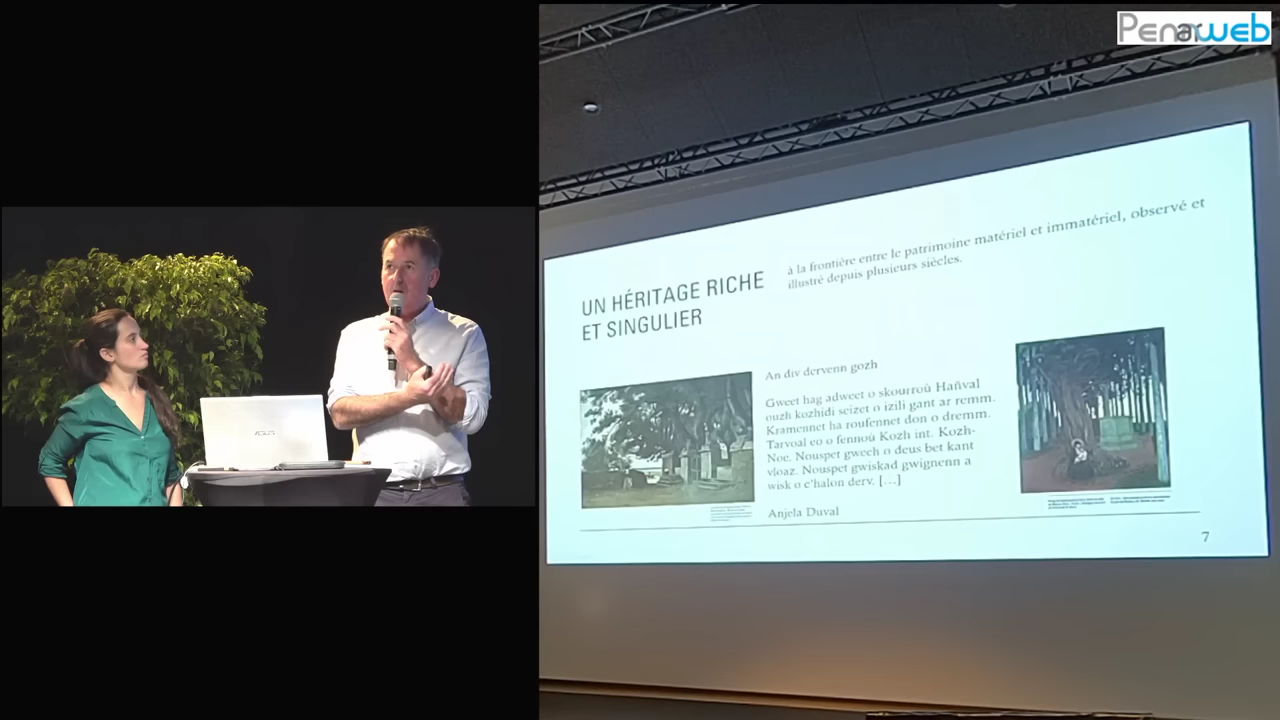 Penarweb
UN HÉRITAGE RICHE
ET SINGULIER
à la frontière entre le patrimoine matériel et immatériel, observé et
illustré depuis plusieurs siècles.
An div dervenn gozh
Gweet hag adweet o skourroù Hañval
ouzh kozhidi seizet o izili gant ar remm.
Kramennet ha roufennet don o dremm.
Tarvoal eo o fennoù Kozh int. Kozh-
Noe. Nouspet gwech o deus bet kant
vloaz. Nouspet gwiskad gwignenn a
wisk o c'halon derv. [...]
Anjela Duval
7
ASUS